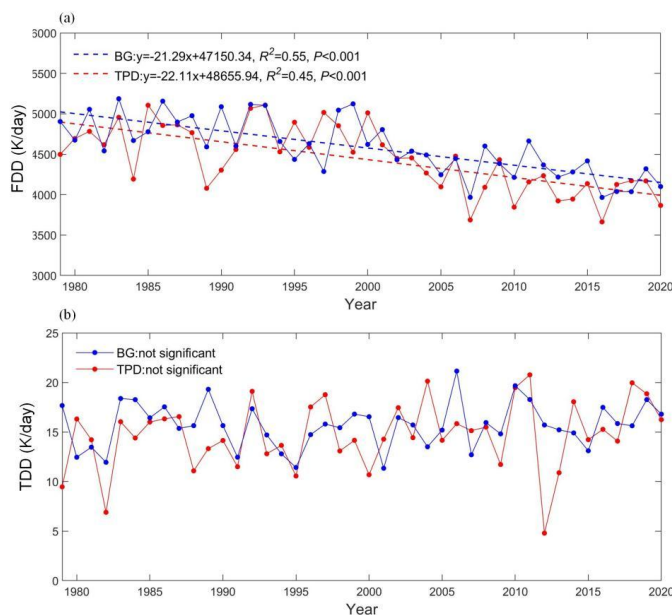 (a)
6000
5500
5000
4500
4000
3500
3000
FDD (K/day)
BG:y=-21.29x+47150.34, R²=0.55, P<0.001
TPD:y=-22.11x+48655.94, R²=0.45, P<0.001
1980 1985 1990 1995 2000 2005 2010 2015 2020
Year
(b)
25
20
15
10
5
0
TDD (K/day)
BG:not significant
TPD:not significant
1980 1985 1990 1995 2000 2005 2010 2015 2020
Year